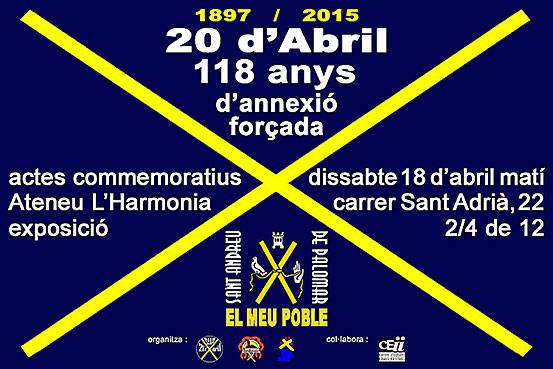 1897 / 2015
20 d'Abril
118 anys
d'annexió
forçada
actes commemoratius
Ateneu L'Harmonia
exposició
dissabte 18 d'abril matí
carrer Sant Adrià, 22
2/4 de 12
SANT ANDREU
DE PALOMAR
EL MEU POBLE
organitza :
col·labora :
CEII